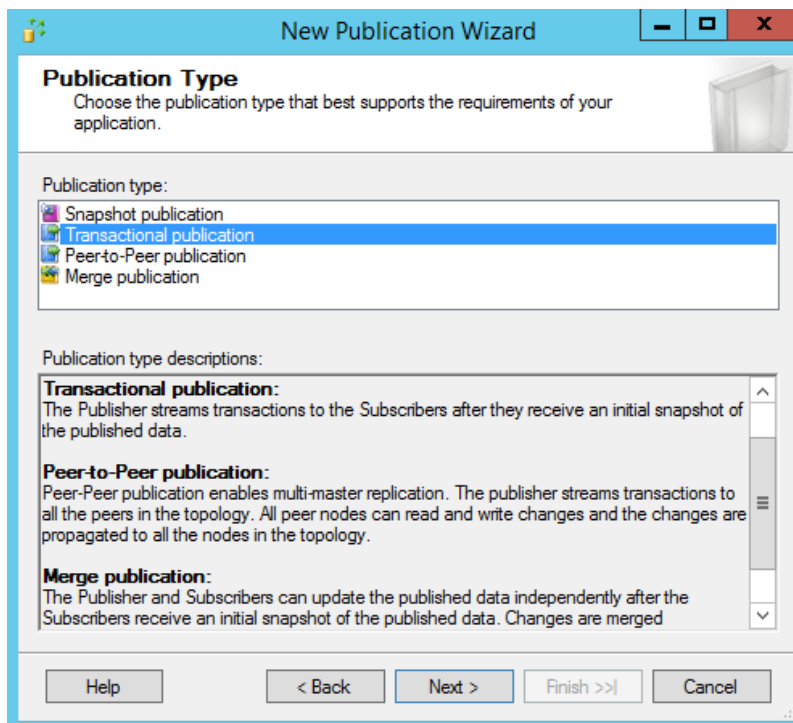 New Publication Wizard
Publication Type
Choose the publication type that best supports the requirements of your
application.
Publication type:
Snapshot publication
Transactional publication
Peer-to-Peer publication
Merge publication
Publication type descriptions:
Transactional publication:
The Publisher streams transactions to the Subscribers after they receive an initial snapshot of
the published data.
Peer-to-Peer publication:
Peer-Peer publication enables multi-master replication. The publisher streams transactions to
all the peers in the topology. All peer nodes can read and write changes and the changes are
propagated to all the nodes in the topology.
Merge publication:
The Publisher and Subscribers can update the published data independently after the
Subscribers receive an initial snapshot of the published data. Changes are merged
Help
< Back
Next >
Finish >>|
Cancel